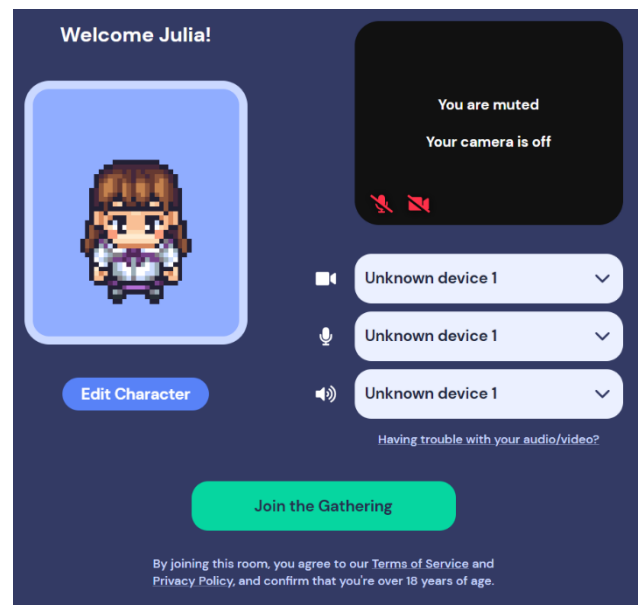 Welcome Julia!
You are muted
Your camera is off
Unknown device 1
Unknown device 1
Unknown device 1
Edit Character
Having trouble with your audio/video?
Join the Gathering
By joining this room, you agree to our Terms of Service and
Privacy Policy, and confirm that you're over 18 years of age.